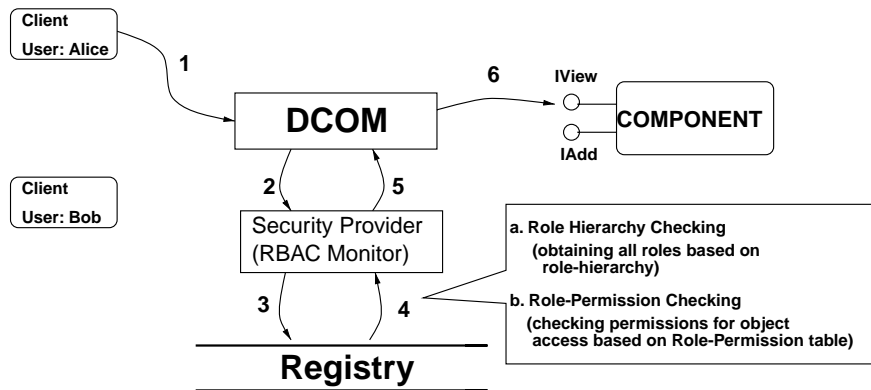 Client
User: Alice
1
6
IView
DCOM
COMPONENT
IAdd
2
5
Client
User: Bob
Security Provider
(RBAC Monitor)
a. Role Hierarchy Checking
(obtaining all roles based on
role-hierarchy)
3
4
b. Role-Permission Checking
(checking permissions for object
access based on Role-Permission table)
Registry